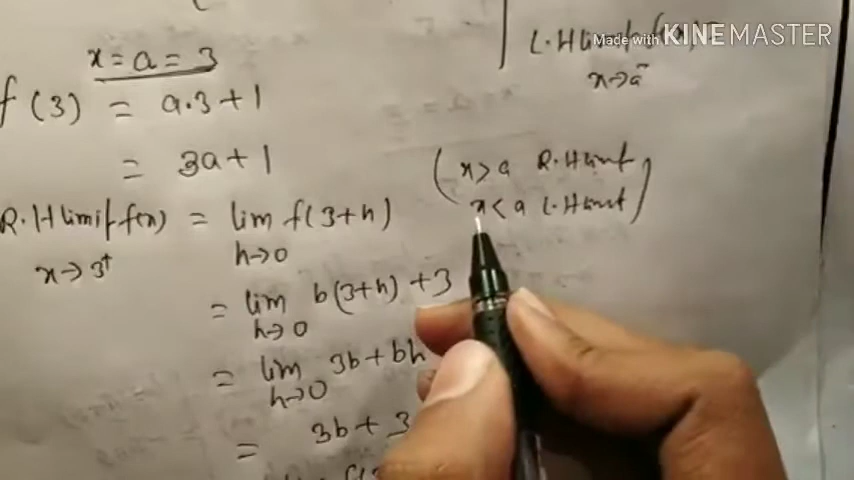 Made with KINEMASTER
L.H limit f(x) =
x→a⁻
x = a = 3
f(3) = a.3+1
= 3a+1
(x>a R.H limit
x<a L.H limit)
R.H limit f(x) = lim f(3+h)
x→3⁺ h→0
= lim b(3+h)+3
h→0
= lim 3b+bh
h→0
= 3b+3